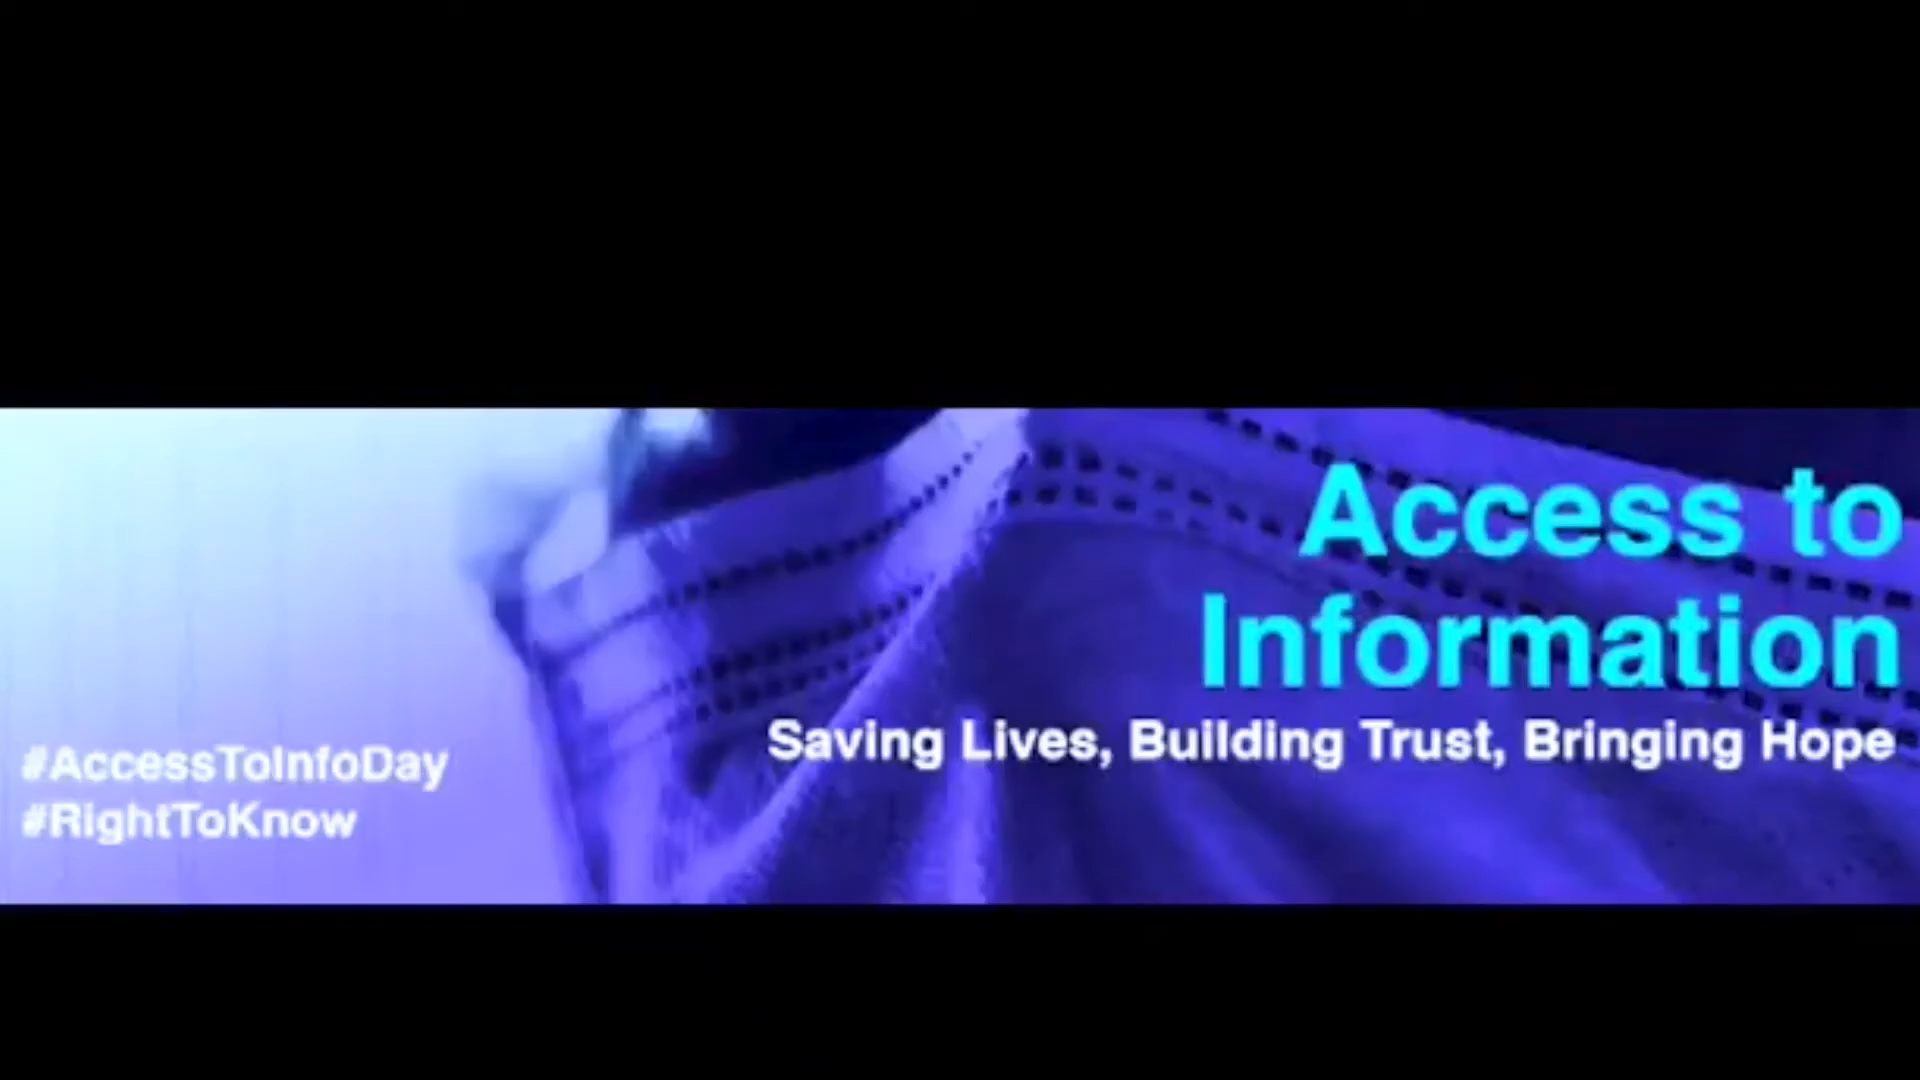 Access to
Information
Saving Lives, Building Trust, Bringing Hope
#AccessToInfoDay
#RightToKnow